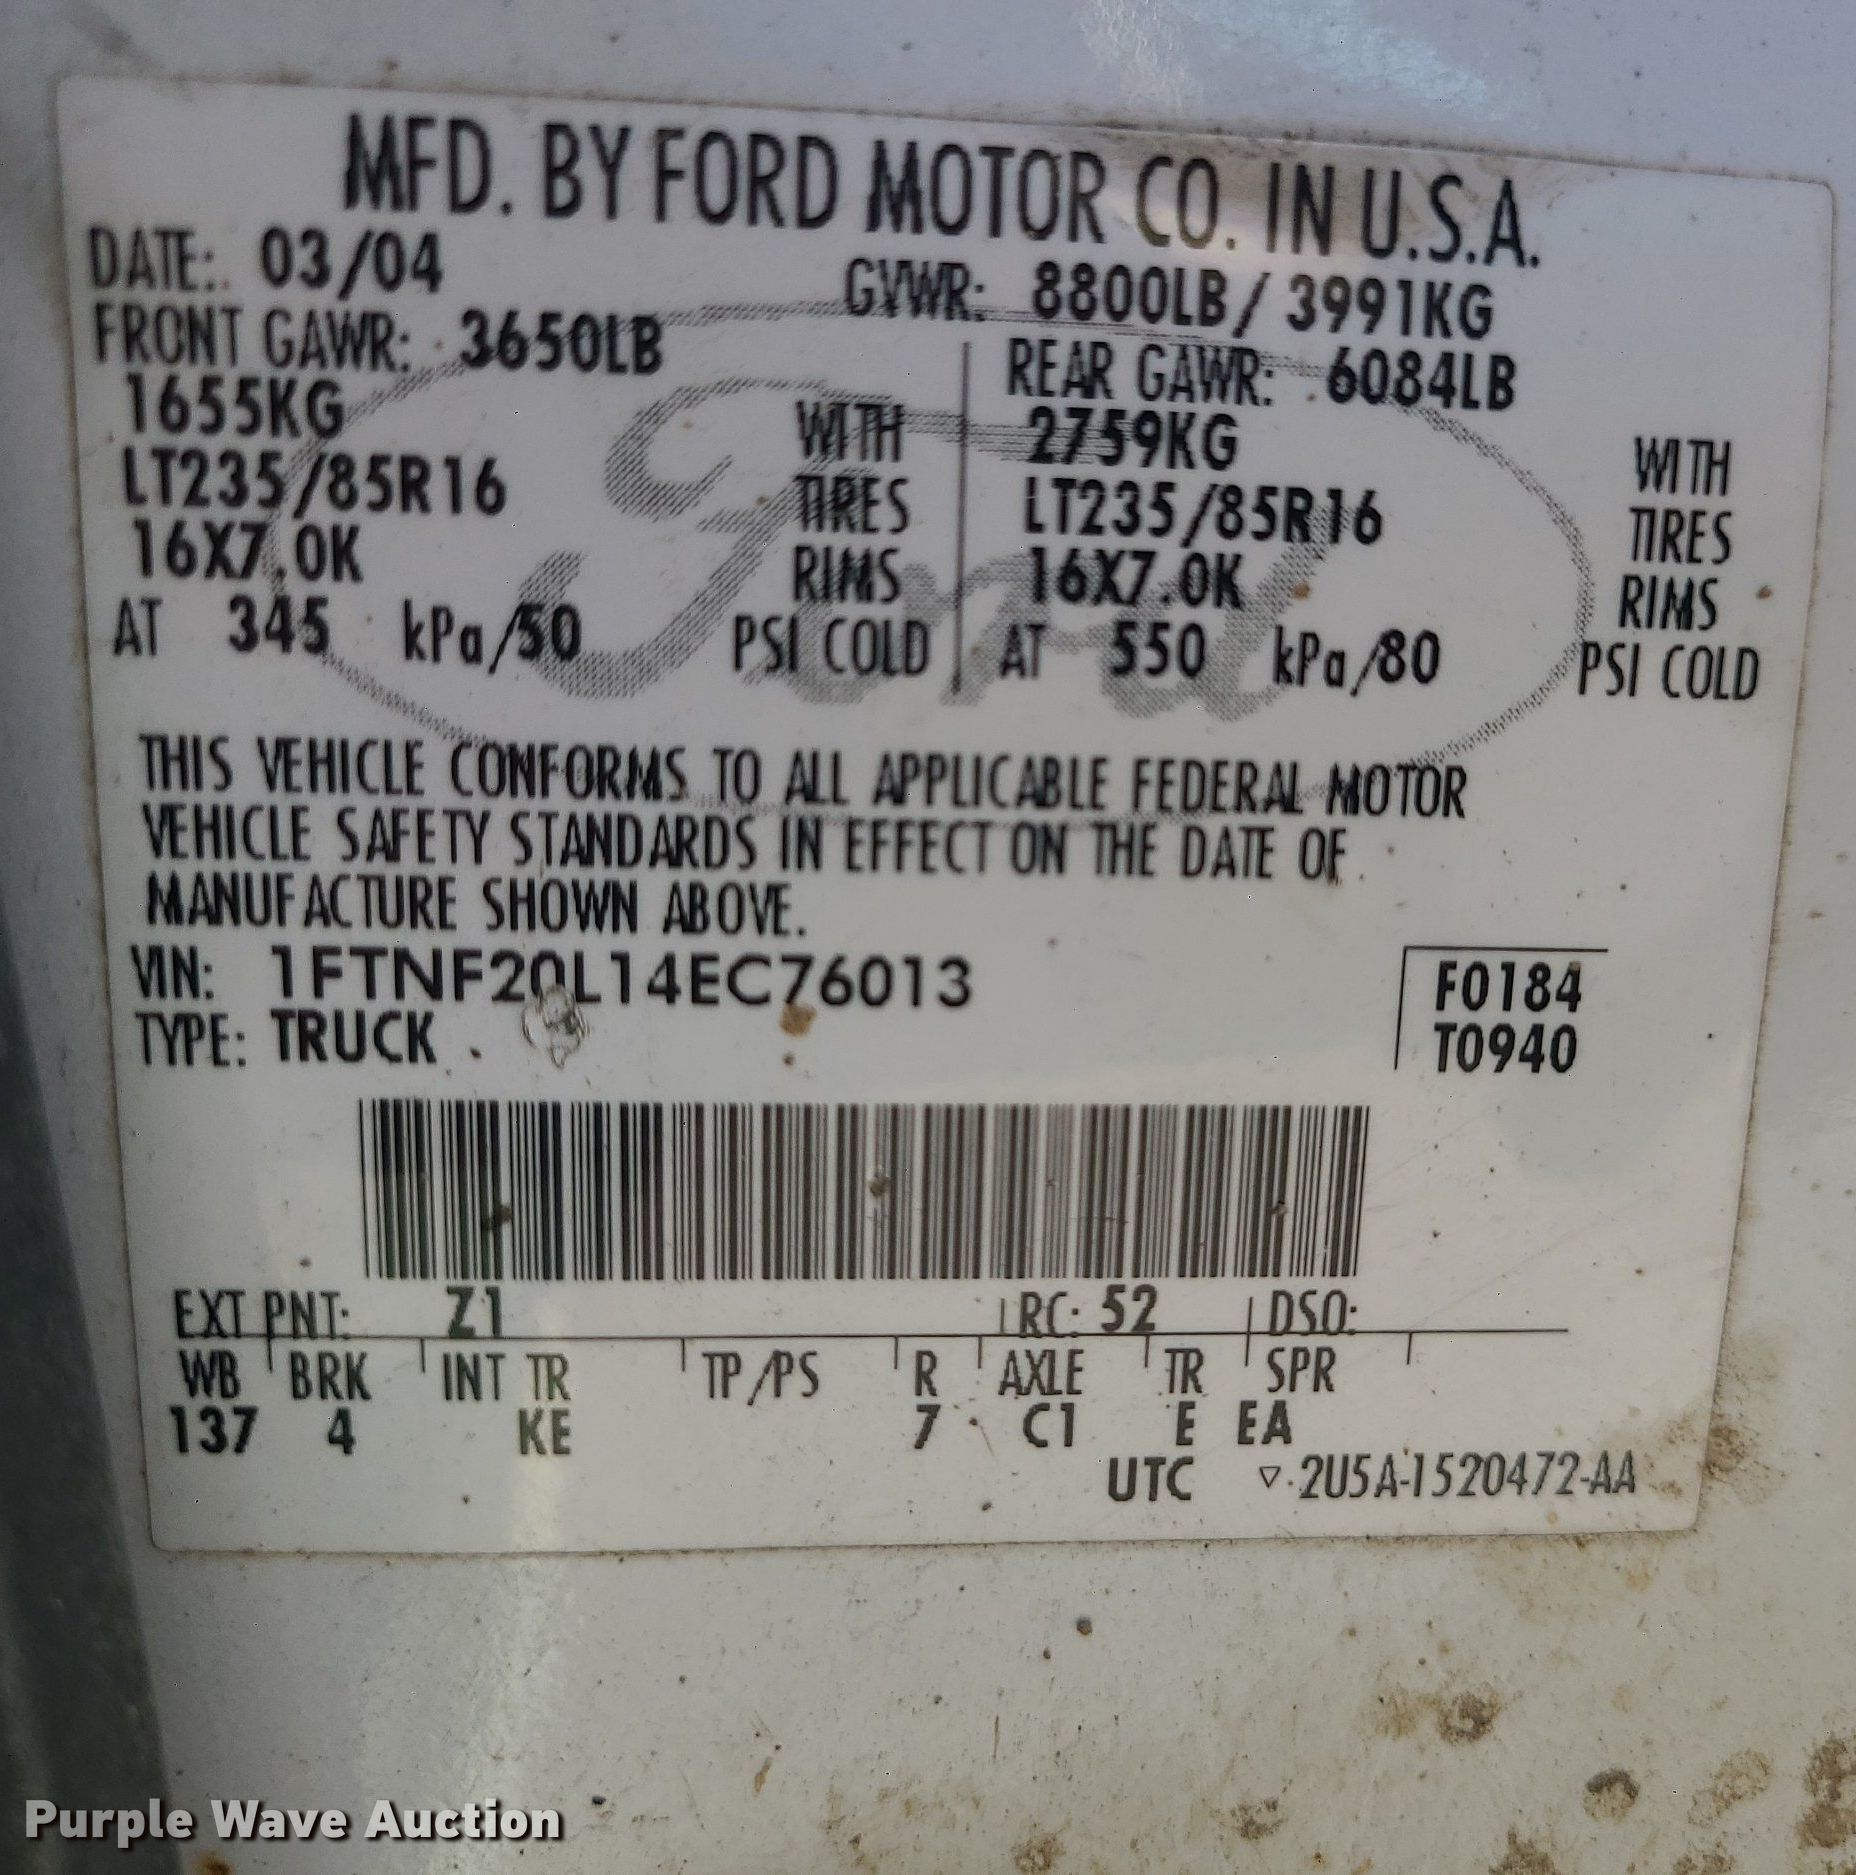 MFD. BY FORD MOTOR CO. IN U.S.A.
DATE: 03/04 GVWR: 8800LB / 3991KG
FRONT GAWR: 3650LB REAR GAWR: 6084LB
1655KG WITH 2759KG WITH
LT235/85R16 TIRES LT235/85R16 TIRES
16X7.0K RIMS 16X7.0K RIMS
AT 345 kPa/50 PSI COLD AT 550 kPa/80 PSI COLD
Ford
THIS VEHICLE CONFORMS TO ALL APPLICABLE FEDERAL MOTOR
VEHICLE SAFETY STANDARDS IN EFFECT ON THE DATE OF
MANUFACTURE SHOWN ABOVE.
VIN: 1FTNF20L14EC76013 F0184
TYPE: TRUCK T0940
EXT PNT: Z1 RC: 52 DSO:
WB BRK INT TR TP/PS R AXLE TR SPR
137 4 KE 7 C1 E EA
UTC ▽ 2U5A-1520472-AA
Purple Wave Auction